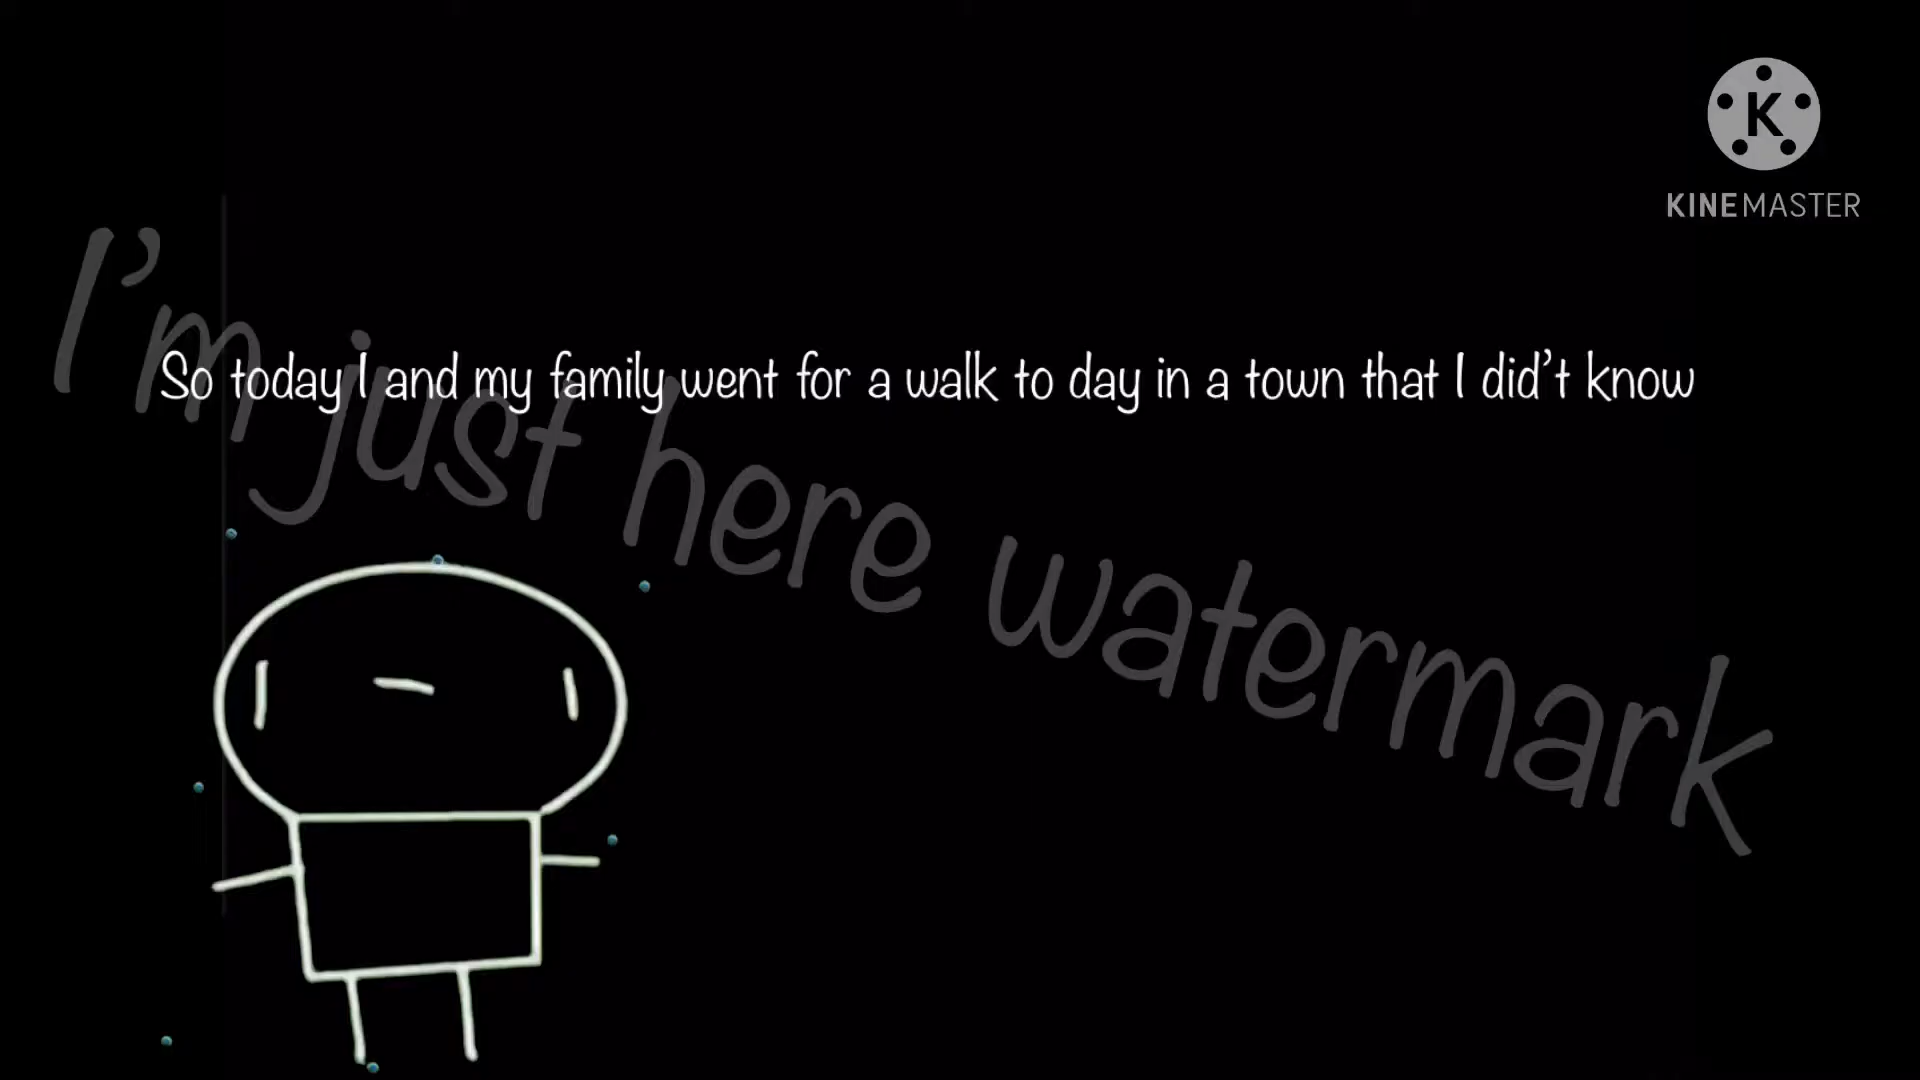 K
KINEMASTER
So today I and my family went for a walk to day in a town that I did't know
I'm just here watermark